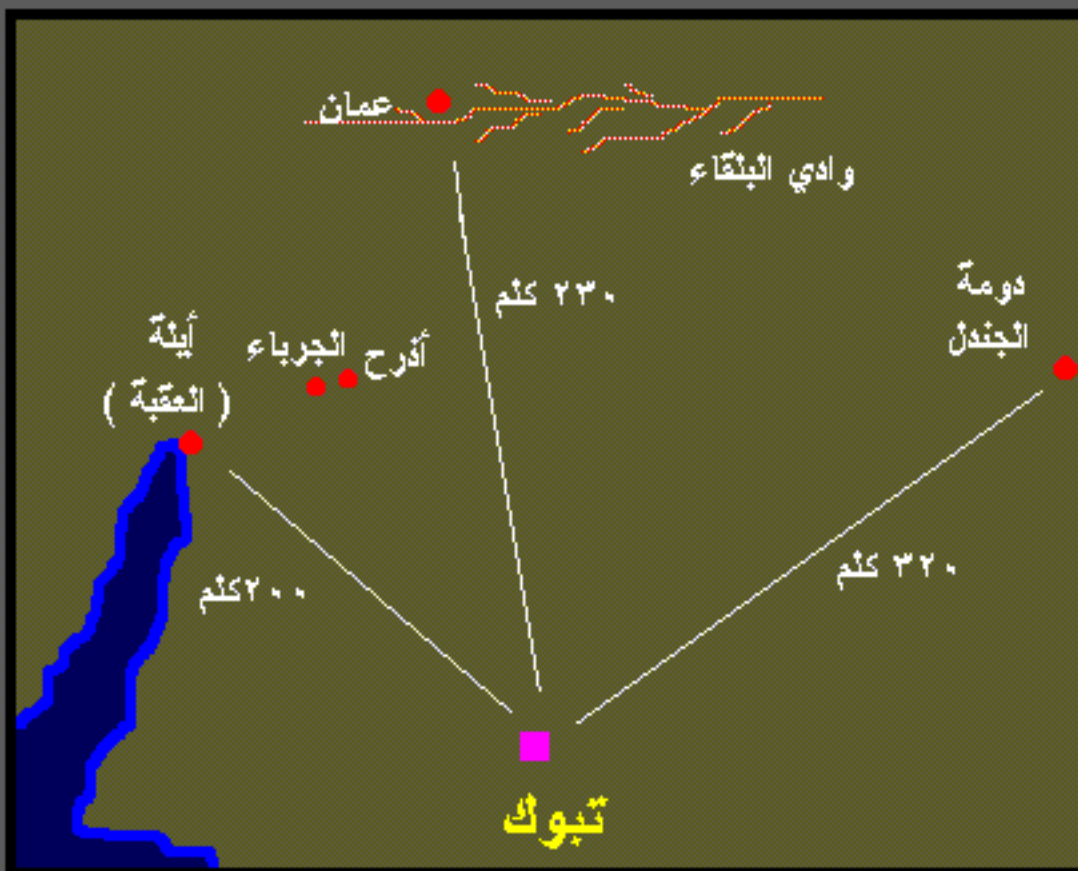 عمان
وادي البلقاء
٢٣٠ كلم
دومة
الجندل
أيلة
( العقبة )
الجرباء
أذرح
٢٠٠كلم
٣٢٠ كلم
تبوك